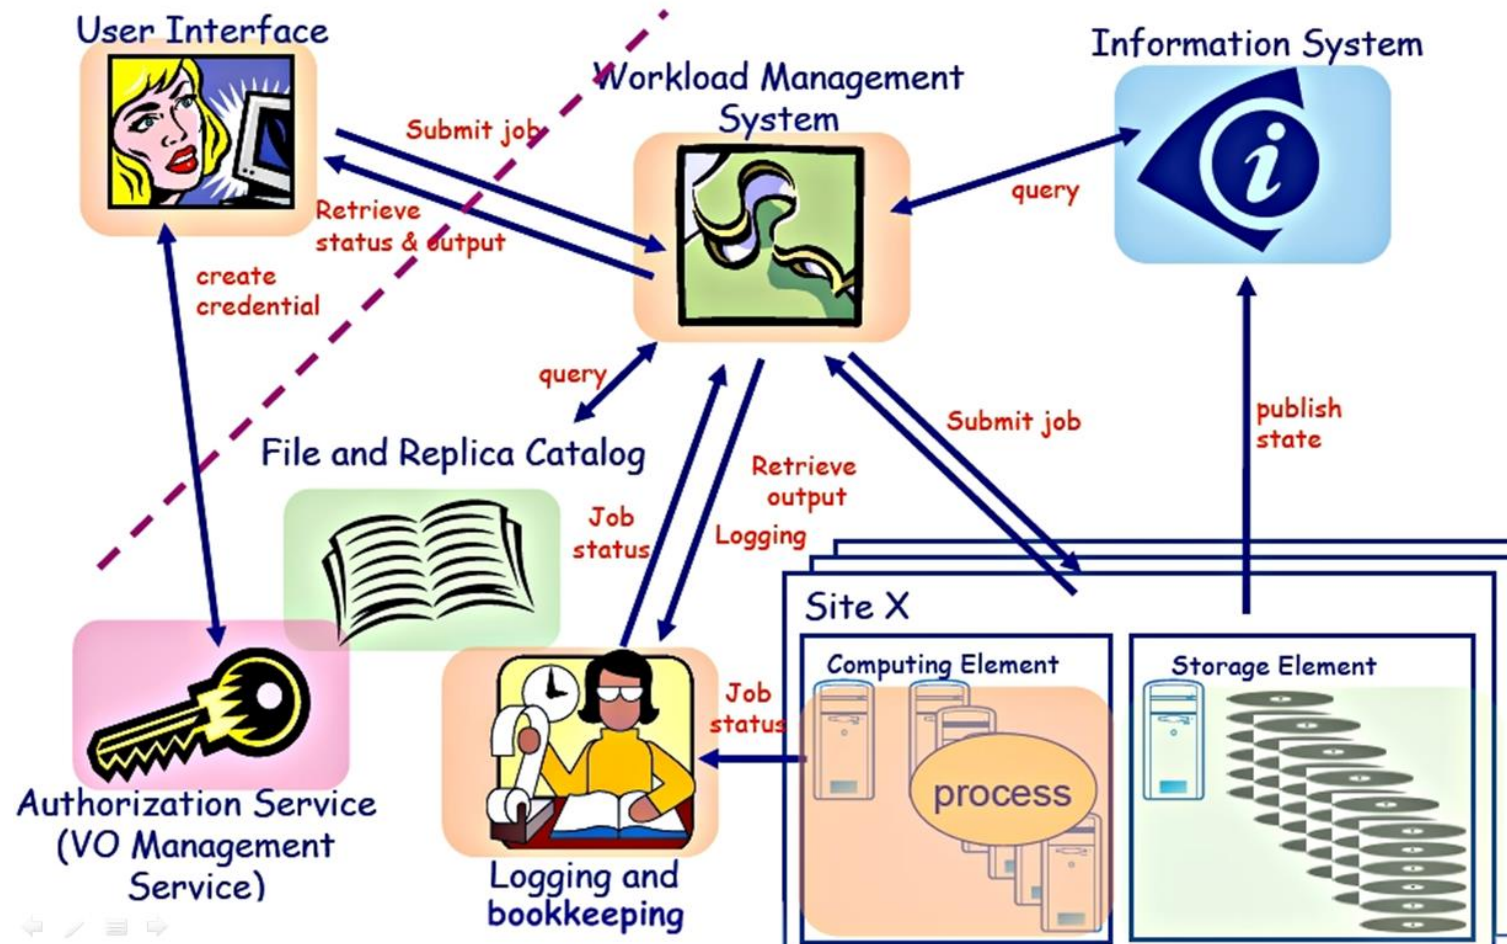 User Interface
Information System
Workload Management
System
Submit job
query
Retrieve
status & output
create
credential
query
Submit job
publish
state
File and Replica Catalog
Retrieve
output
Job
status
Logging
Site X
Computing Element
Storage Element
Job
status
process
Authorization Service
(VO Management
Service)
Logging and
bookkeeping
i